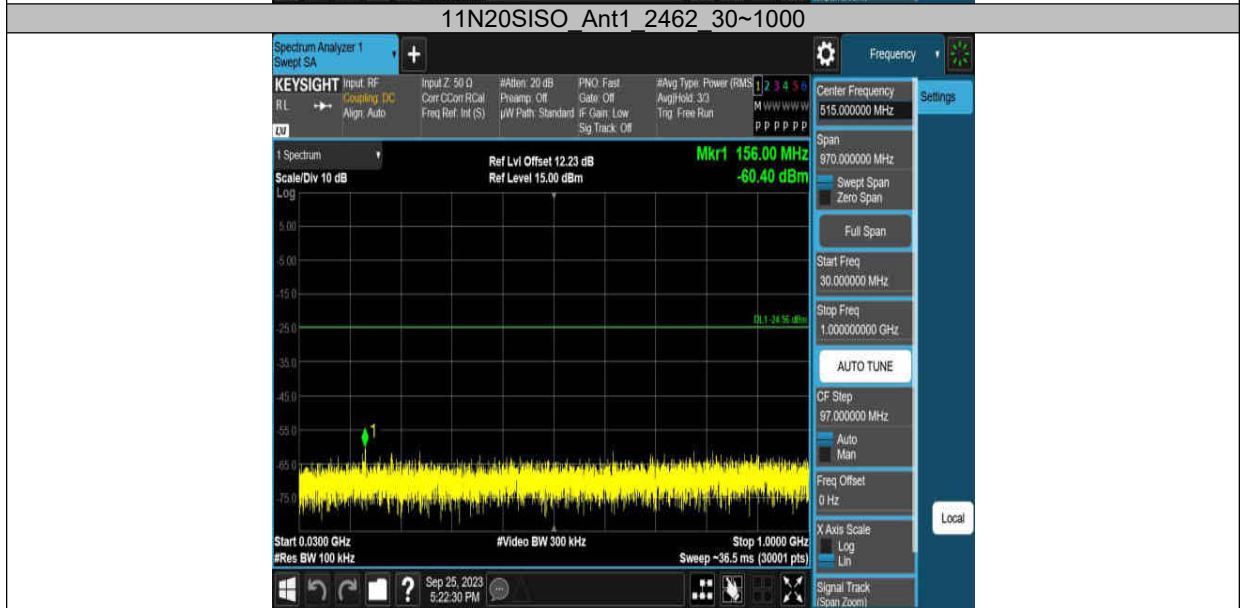 11N20SISO_Ant1_2462_30~1000
Spectrum Analyzer 1
Swept SA
+
Frequency
KEYSIGHT
RL
LXI
Input: RF
Coupling: DC
Align: Auto
Input Z: 50 Ω
Corr CCorr RCal
Freq Ref: Int (S)
#Atten: 20 dB
Preamp: Off
µW Path: Standard
PNO: Fast
Gate: Off
IF Gain: Low
Sig Track: Off
#Avg Type: Power (RMS
Avg|Hold: 3/3
Trig: Free Run
1 2 3 4 5 6
M W W W W W
P P P P P P
1 Spectrum
Scale/Div 10 dB
Log
Ref Lvl Offset 12.23 dB
Ref Level 15.00 dBm
Mkr1 156.00 MHz
-60.40 dBm
5.00
-5.00
-15.0
-25.0
-35.0
-45.0
-55.0
-65.0
-75.0
DL1 -24.56 dBm
1
Start 0.0300 GHz
#Res BW 100 kHz
#Video BW 300 kHz
Stop 1.0000 GHz
Sweep ~36.5 ms (30001 pts)
?
Sep 25, 2023
5:22:30 PM
Center Frequency
515.000000 MHz
Span
970.000000 MHz
Swept Span
Zero Span
Full Span
Start Freq
30.000000 MHz
Stop Freq
1.000000000 GHz
AUTO TUNE
CF Step
97.000000 MHz
Auto
Man
Freq Offset
0 Hz
X Axis Scale
Log
Lin
Signal Track
(Span Zoom)
Settings
Local